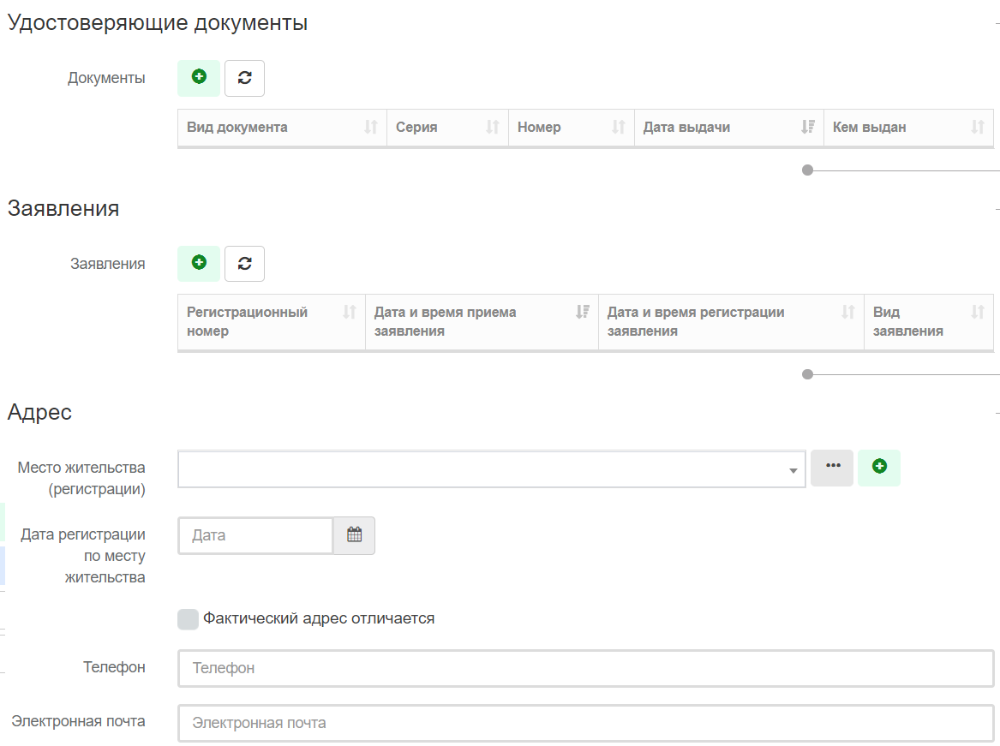 Удостоверяющие документы
Документы
Вид документа Серия Номер Дата выдачи Кем выдан
Заявления
Заявления
Регистрационный номер Дата и время приема заявления Дата и время регистрации заявления Вид заявления
Адрес
Место жительства
(регистрации)
Дата регистрации
по месту
жительства
Дата
Фактический адрес отличается
Телефон Телефон
Электронная почта Электронная почта